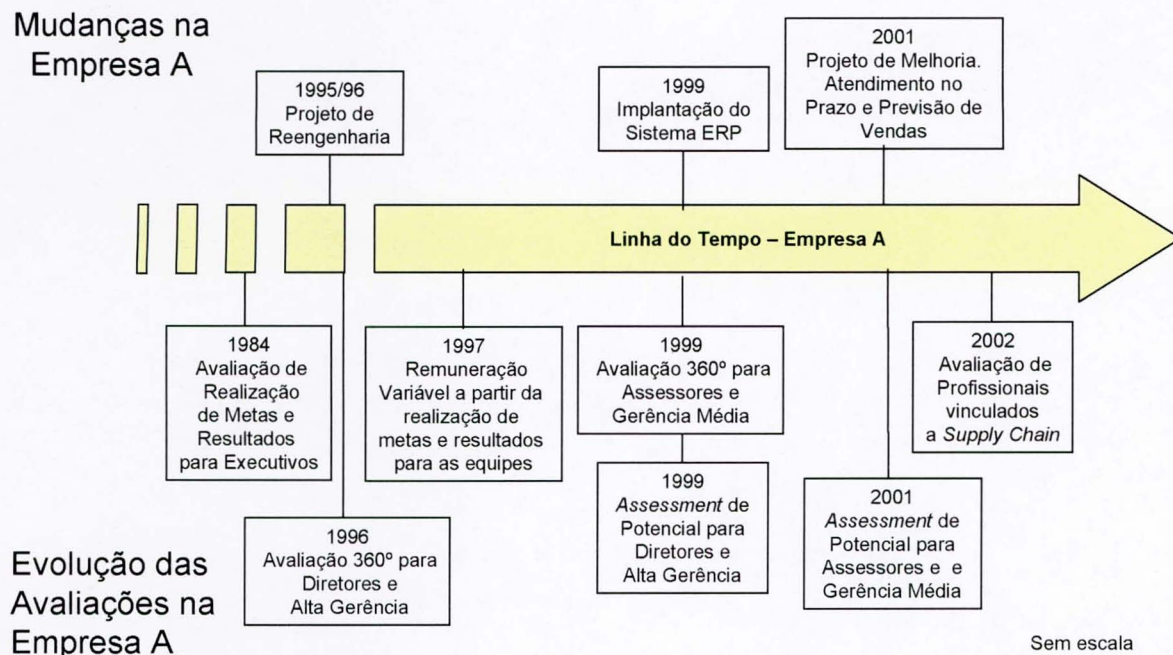 Mudanças na
Empresa A
1995/96
Projeto de
Reengenharia
1999
Implantação do
Sistema ERP
2001
Projeto de Melhoria.
Atendimento no
Prazo e Previsão de
Vendas
Linha do Tempo – Empresa A
1984
Avaliação de
Realização
de Metas e
Resultados
para Executivos
1996
Avaliação 360º para
Diretores e
Alta Gerência
1997
Remuneração
Variável a partir da
realização de
metas e resultados
para as equipes
1999
Avaliação 360º para
Assessores e
Gerência Média
1999
Assessment de
Potencial para
Diretores e
Alta Gerência
2001
Assessment de
Potencial para
Assessores e e
Gerência Média
2002
Avaliação de
Profissionais
vinculados
a Supply Chain
Evolução das
Avaliações na
Empresa A
Sem escala